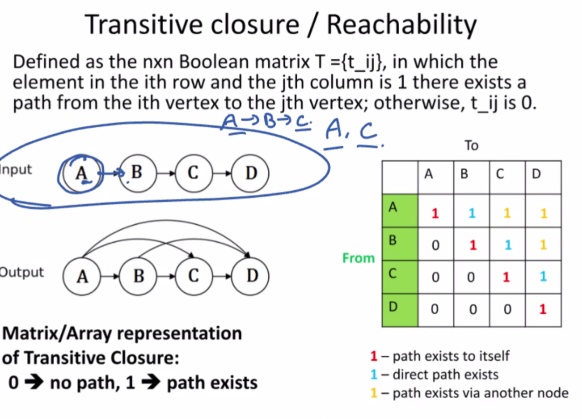 Transitive closure / Reachability
Defined as the nxn Boolean matrix T ={t_ij}, in which the
element in the ith row and the jth column is 1 there exists a
path from the ith vertex to the jth vertex; otherwise, t_ij is 0.
A→B→C. A, C.
Input
A B C D
Output
A B C D
Matrix/Array representation
of Transitive Closure:
0 ➔ no path, 1 ➔ path exists
To
A B C D
From
A 1 1 1 1
B 0 1 1 1
C 0 0 1 1
D 0 0 0 1
1 – path exists to itself
1 – direct path exists
1 – path exists via another node